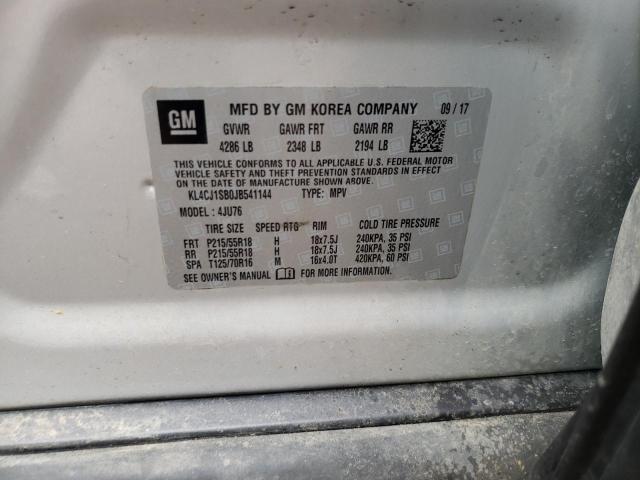 GM
MFD BY GM KOREA COMPANY 09 / 17
GVWR GAWR FRT GAWR RR
4286 LB 2348 LB 2194 LB
THIS VEHICLE CONFORMS TO ALL APPLICABLE U.S. FEDERAL MOTOR
VEHICLE SAFETY AND THEFT PREVENTION STANDARDS IN EFFECT
ON THE DATE OF MANUFACTURE SHOWN ABOVE.
KL4CJ1SB0JB541144 TYPE: MPV
MODEL : 4JU76
TIRE SIZE SPEED RTG RIM COLD TIRE PRESSURE
FRT P215/55R18 H 18x7.5J 240KPA, 35 PSI
RR P215/55R18 H 18x7.5J 240KPA, 35 PSI
SPA T125/70R16 M 16x4.0T 420KPA, 60 PSI
SEE OWNER'S MANUAL FOR MORE INFORMATION.